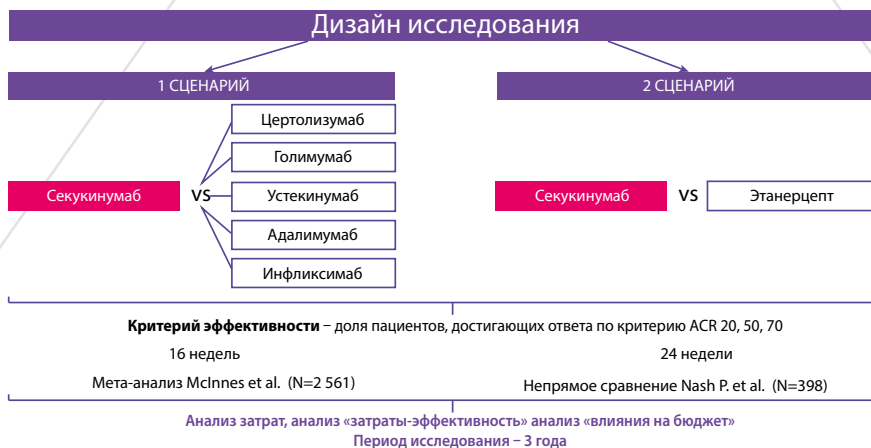 Дизайн исследования
1 СЦЕНАРИЙ
2 СЦЕНАРИЙ
Секукинумаб
VS
Цертолизумаб
Голимумаб
Устекинумаб
Адалимумаб
Инфликсимаб
Секукинумаб
VS
Этанерцепт
Критерий эффективности – доля пациентов, достигающих ответа по критерию ACR 20, 50, 70
16 недель
24 недели
Мета-анализ McInnes et al. (N=2 561)
Непрямое сравнение Nash P. et al. (N=398)
Анализ затрат, анализ «затраты-эффективность» анализ «влияния на бюджет»
Период исследования – 3 года